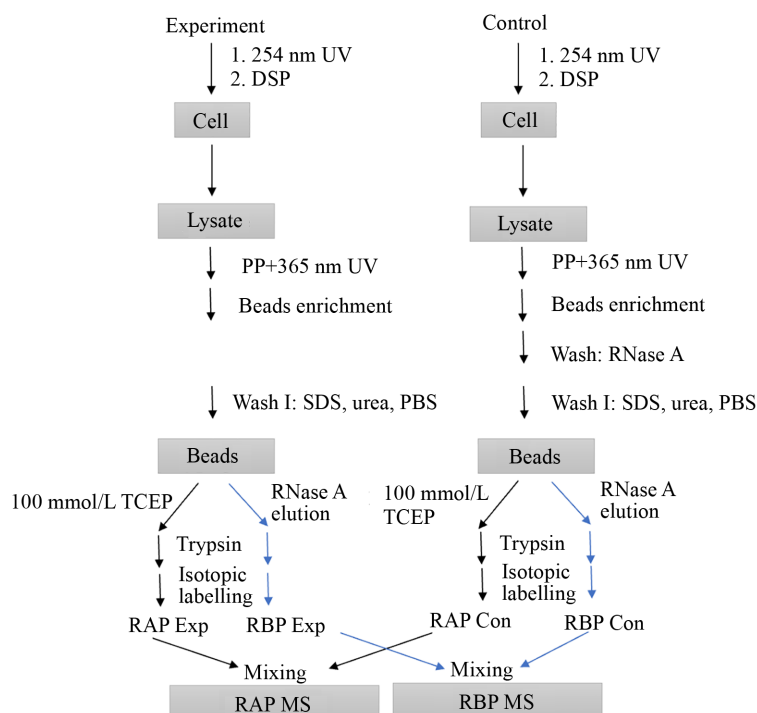 Experiment
Control
1. 254 nm UV
2. DSP
1. 254 nm UV
2. DSP
Cell
Cell
Lysate
Lysate
PP+365 nm UV
PP+365 nm UV
Beads enrichment
Beads enrichment
Wash: RNase A
Wash I: SDS, urea, PBS
Wash I: SDS, urea, PBS
Beads
Beads
100 mmol/L TCEP
RNase A
elution
100 mmol/L
TCEP
RNase A
elution
Trypsin
Trypsin
Isotopic
labelling
Isotopic
labelling
RAP Exp
RBP Exp
RAP Con
RBP Con
Mixing
Mixing
RAP MS
RBP MS